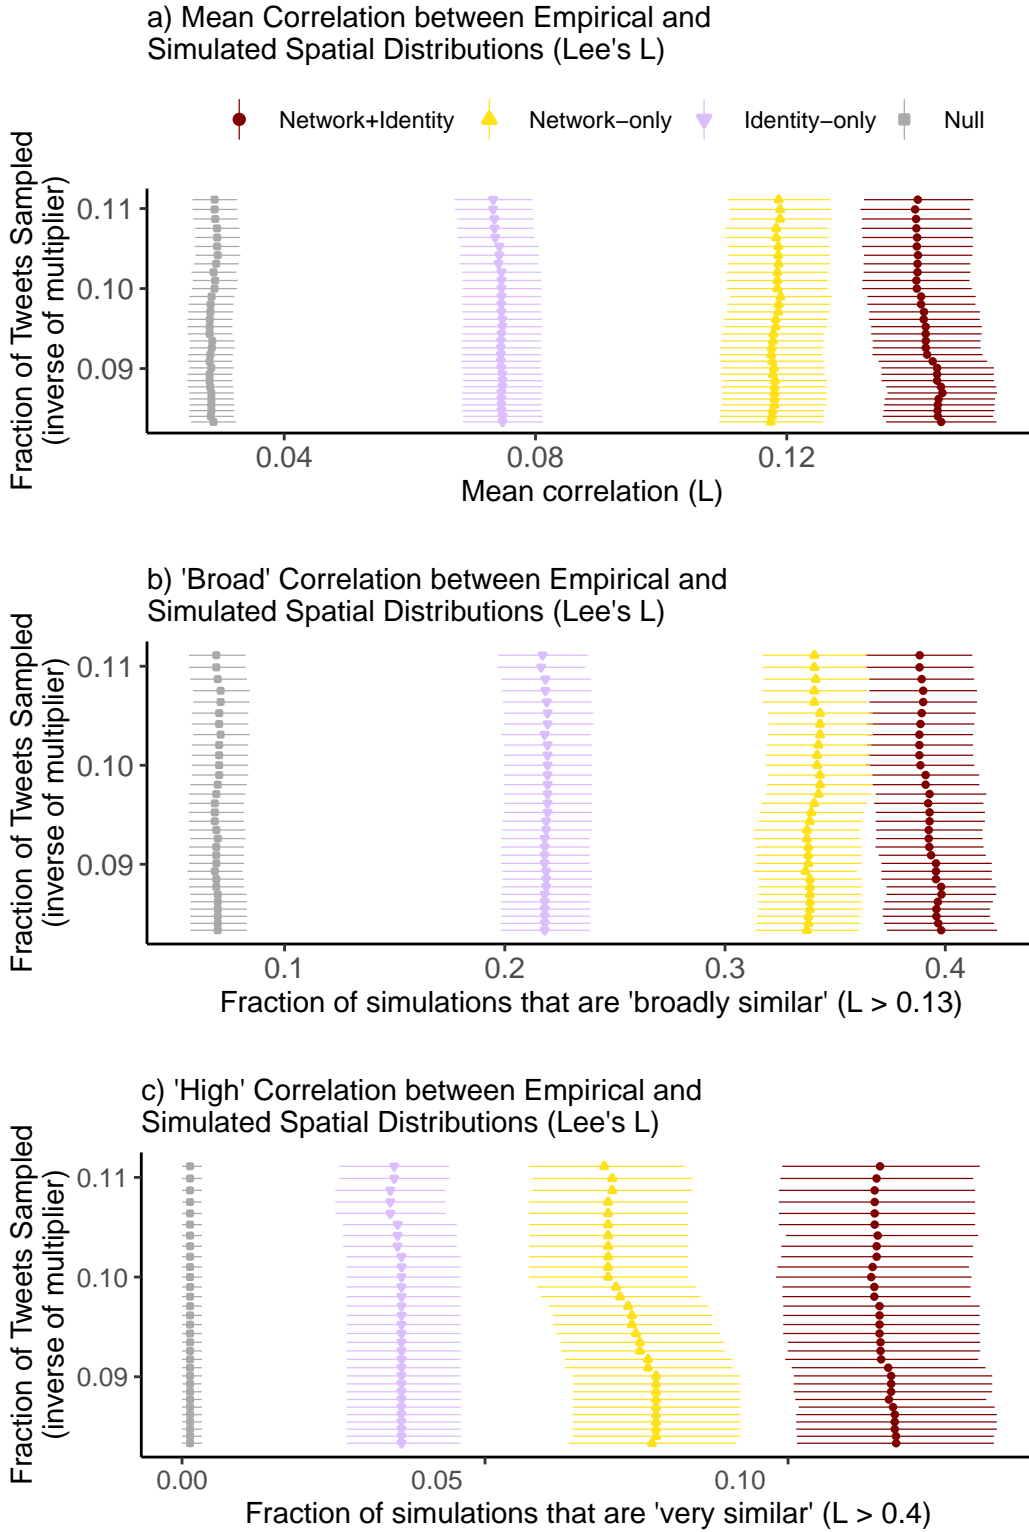 a) Mean Correlation between Empirical and
Simulated Spatial Distributions (Lee's L)
Network+Identity Network−only Identity−only Null
Fraction of Tweets Sampled
(inverse of multiplier)
0.11
0.10
0.09
0.04 0.08 0.12
Mean correlation (L)
b) 'Broad' Correlation between Empirical and
Simulated Spatial Distributions (Lee's L)
Fraction of Tweets Sampled
(inverse of multiplier)
0.11
0.10
0.09
0.1 0.2 0.3 0.4
Fraction of simulations that are 'broadly similar' (L > 0.13)
c) 'High' Correlation between Empirical and
Simulated Spatial Distributions (Lee's L)
Fraction of Tweets Sampled
(inverse of multiplier)
0.11
0.10
0.09
0.00 0.05 0.10
Fraction of simulations that are 'very similar' (L > 0.4)